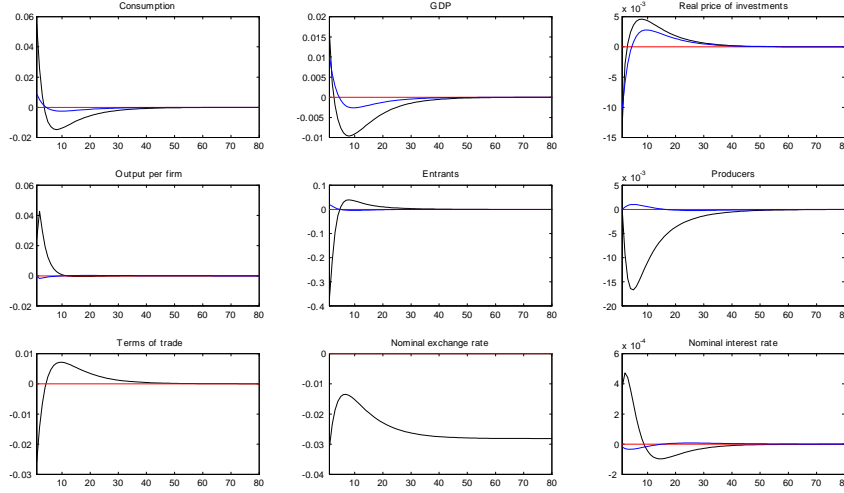 Consumption
0.06
0.04
0.02
0
-0.02
10 20 30 40 50 60 70 80
GDP
0.02
0.015
0.01
0.005
0
-0.005
-0.01
10 20 30 40 50 60 70 80
Real price of investments
x 10⁻³
5
0
-5
-10
-15
10 20 30 40 50 60 70 80
Output per firm
0.06
0.04
0.02
0
-0.02
10 20 30 40 50 60 70 80
Entrants
0.1
0
-0.1
-0.2
-0.3
-0.4
10 20 30 40 50 60 70 80
Producers
x 10⁻³
5
0
-5
-10
-15
-20
10 20 30 40 50 60 70 80
Terms of trade
0.01
0
-0.01
-0.02
-0.03
10 20 30 40 50 60 70 80
Nominal exchange rate
0
-0.01
-0.02
-0.03
-0.04
10 20 30 40 50 60 70 80
Nominal interest rate
x 10⁻⁴
6
4
2
0
-2
10 20 30 40 50 60 70 80